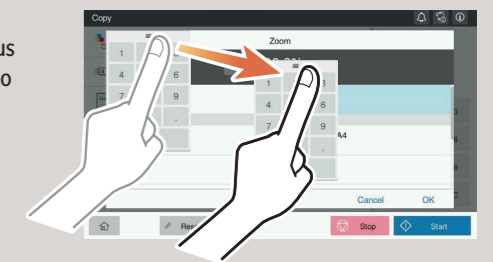 us
o
Copy
Zoom
1
4 6
7 9
.
1 3
4 6
7 9
.
A4
Cancel OK
Stop Start